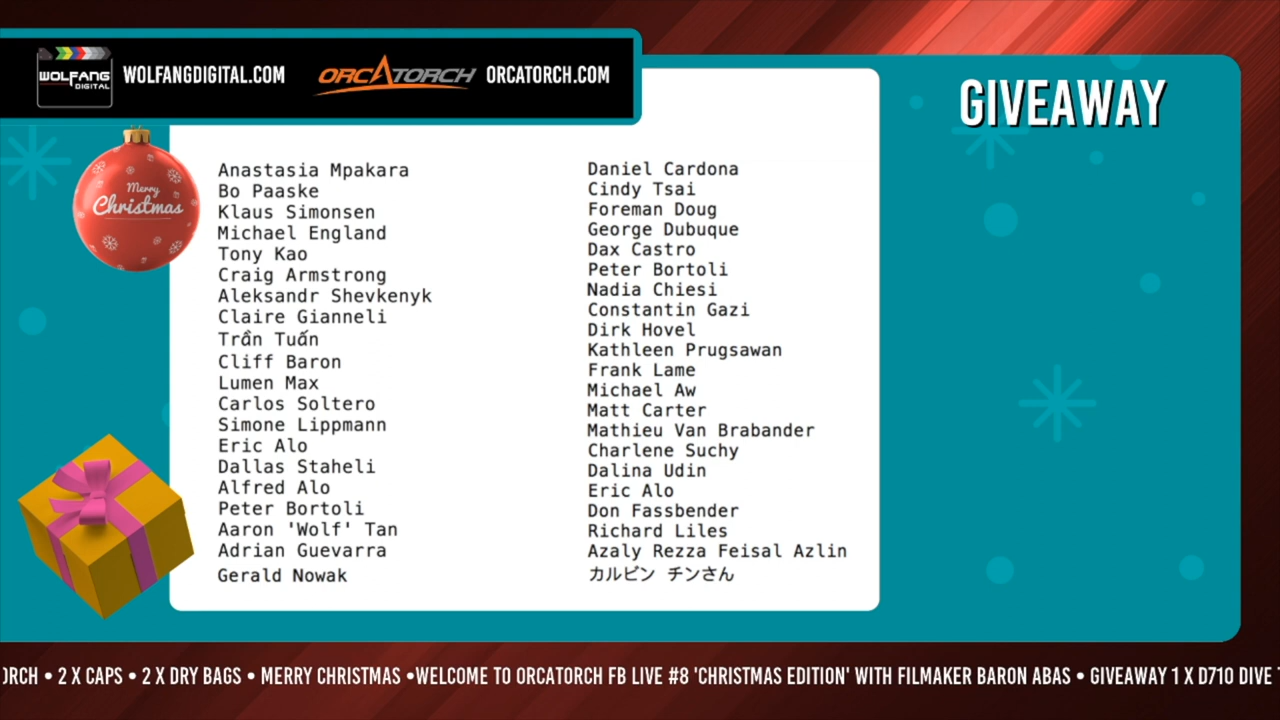 WOLFANG
DIGITAL
WOLFANGDIGITAL.COM
ORCATORCH
ORCATORCH.COM
GIVEAWAY
Merry
Christmas
Anastasia Mpakara
Bo Paaske
Klaus Simonsen
Michael England
Tony Kao
Craig Armstrong
Aleksandr Shevkenyk
Claire Gianneli
Trần Tuấn
Cliff Baron
Lumen Max
Carlos Soltero
Simone Lippmann
Eric Alo
Dallas Staheli
Alfred Alo
Peter Bortoli
Aaron 'Wolf' Tan
Adrian Guevarra
Gerald Nowak
Daniel Cardona
Cindy Tsai
Foreman Doug
George Dubuque
Dax Castro
Peter Bortoli
Nadia Chiesi
Constantin Gazi
Dirk Hovel
Kathleen Prugsawan
Frank Lame
Michael Aw
Matt Carter
Mathieu Van Brabander
Charlene Suchy
Dalina Udin
Eric Alo
Don Fassbender
Richard Liles
Azaly Rezza Feisal Azlin
カルビン チンさん
ORCH • 2 X CAPS • 2 X DRY BAGS • MERRY CHRISTMAS •WELCOME TO ORCATORCH FB LIVE #8 'CHRISTMAS EDITION' WITH FILMAKER BARON ABAS • GIVEAWAY 1 X D710 DIVE